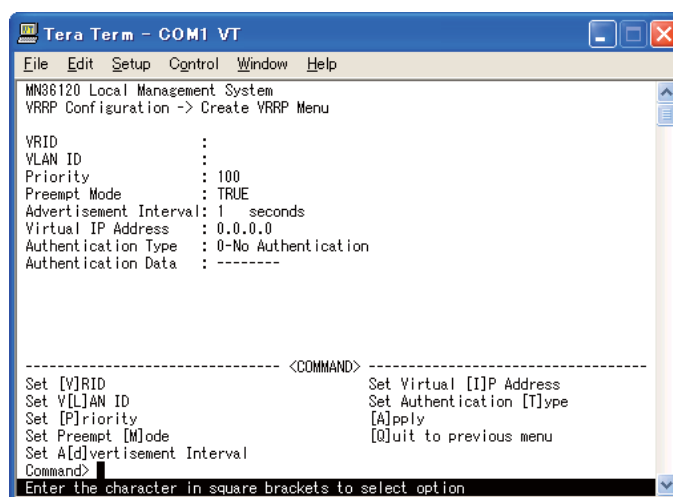 Tera Term - COM1 VT
File Edit Setup Control Window Help
MN36120 Local Management System
VRRP Configuration -> Create VRRP Menu
VRID :
VLAN ID :
Priority : 100
Preempt Mode : TRUE
Advertisement Interval: 1 seconds
Virtual IP Address : 0.0.0.0
Authentication Type : 0-No Authentication
Authentication Data : --------
-------------------------------- <COMMAND> -----------------------------------
Set [V]RID Set Virtual [I]P Address
Set V[L]AN ID Set Authentication [T]ype
Set [P]riority [A]pply
Set Preempt [M]ode [Q]uit to previous menu
Set A[d]vertisement Interval
Command>
Enter the character in square brackets to select option